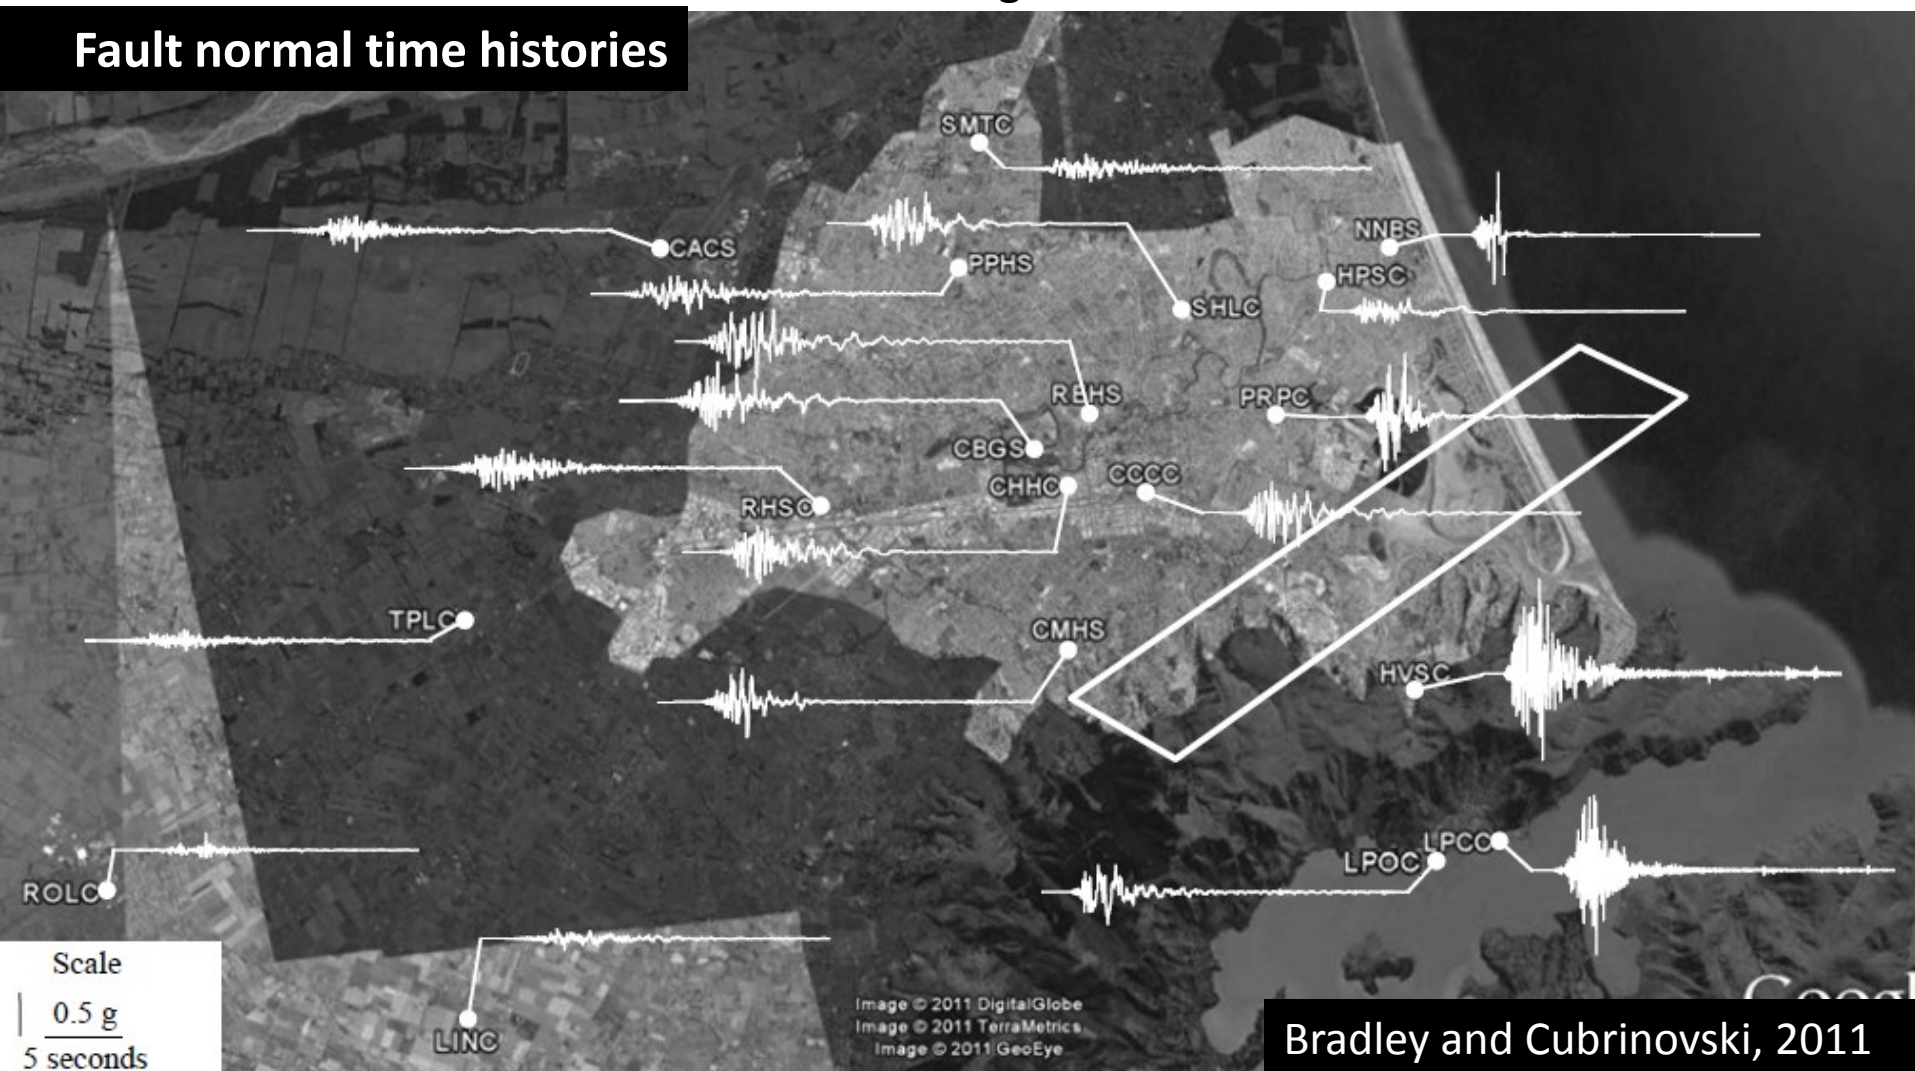 Fault normal time histories
SMTC
NNBS
CACS
PPHS
HPSC
SHLC
RBHS
PRPC
CBGS
CCCC
CHHC
RHSC
TPLC
CMHS
HVSC
LPCC
LPOC
ROLC
Scale
0.5 g
5 seconds
LINC
Image © 2011 DigitalGlobe
Image © 2011 TerraMetrics
Image © 2011 GeoEye
Bradley and Cubrinovski, 2011